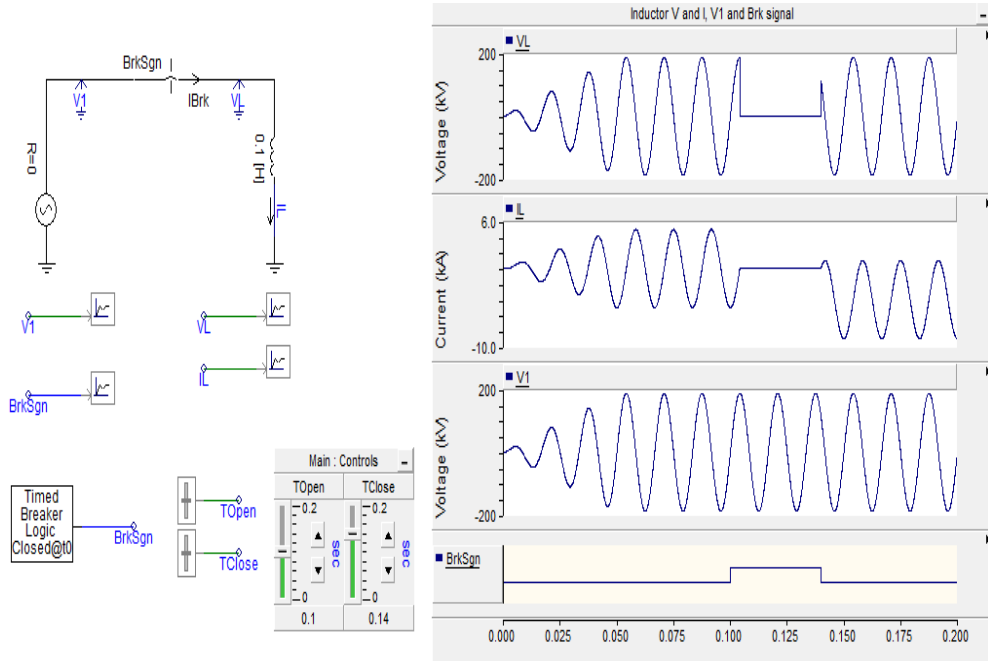 BrkSgn
V1
IBrk
VL
R=0
0.1 [H]
IL
V1
VL
BrkSgn
IL
Timed
Breaker
Logic
Closed@t0
BrkSgn
TOpen
TClose
Main : Controls
TOpen TClose
0.2 0.2
sec sec
0 0
0.1 0.14
Inductor V and I, V1 and Brk signal
VL
200
Voltage (kV)
-200
IL
6.0
Current (kA)
-10.0
V1
200
Voltage (kV)
-200
BrkSgn
0.000 0.025 0.050 0.075 0.100 0.125 0.150 0.175 0.200